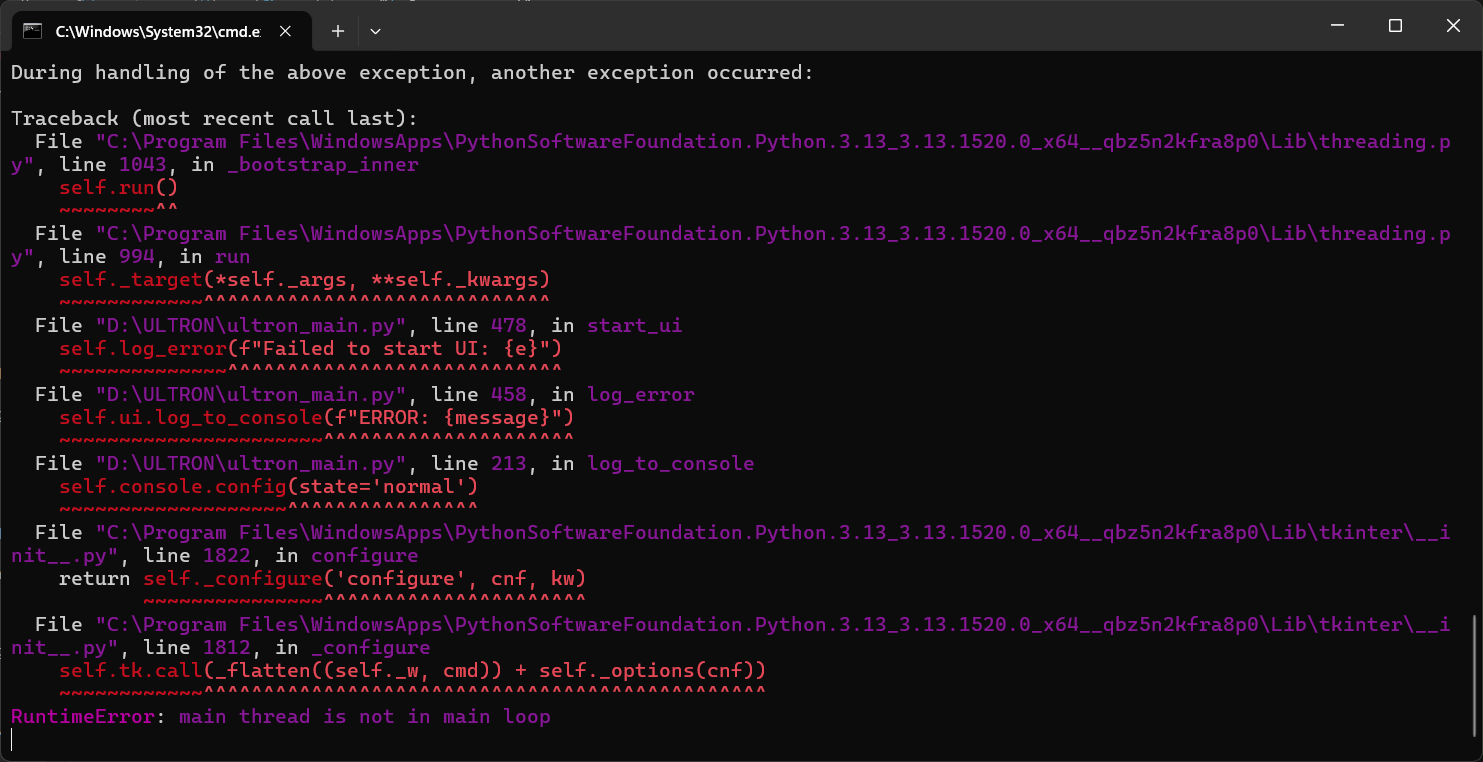 C:\Windows\System32\cmd.e
During handling of the above exception, another exception occurred:
Traceback (most recent call last):
  File "C:\Program Files\WindowsApps\PythonSoftwareFoundation.Python.3.13_3.13.1520.0_x64__qbz5n2kfra8p0\Lib\threading.p
y", line 1043, in _bootstrap_inner
    self.run()
    ~~~~~~~~^^
  File "C:\Program Files\WindowsApps\PythonSoftwareFoundation.Python.3.13_3.13.1520.0_x64__qbz5n2kfra8p0\Lib\threading.p
y", line 994, in run
    self._target(*self._args, **self._kwargs)
    ~~~~~~~~~~~~^^^^^^^^^^^^^^^^^^^^^^^^^^^^^
  File "D:\ULTRON\ultron_main.py", line 478, in start_ui
    self.log_error(f"Failed to start UI: {e}")
    ~~~~~~~~~~~~~~^^^^^^^^^^^^^^^^^^^^^^^^^^^^
  File "D:\ULTRON\ultron_main.py", line 458, in log_error
    self.ui.log_to_console(f"ERROR: {message}")
    ~~~~~~~~~~~~~~~~~~~~~~^^^^^^^^^^^^^^^^^^^^^
  File "D:\ULTRON\ultron_main.py", line 213, in log_to_console
    self.console.config(state='normal')
    ~~~~~~~~~~~~~~~~~~~^^^^^^^^^^^^^^^^
  File "C:\Program Files\WindowsApps\PythonSoftwareFoundation.Python.3.13_3.13.1520.0_x64__qbz5n2kfra8p0\Lib\tkinter\__i
nit__.py", line 1822, in configure
    return self._configure('configure', cnf, kw)
           ~~~~~~~~~~~~~~~^^^^^^^^^^^^^^^^^^^^^^
  File "C:\Program Files\WindowsApps\PythonSoftwareFoundation.Python.3.13_3.13.1520.0_x64__qbz5n2kfra8p0\Lib\tkinter\__i
nit__.py", line 1812, in _configure
    self.tk.call(_flatten((self._w, cmd)) + self._options(cnf))
    ~~~~~~~~~~~~^^^^^^^^^^^^^^^^^^^^^^^^^^^^^^^^^^^^^^^^^^^^^^^
RuntimeError: main thread is not in main loop